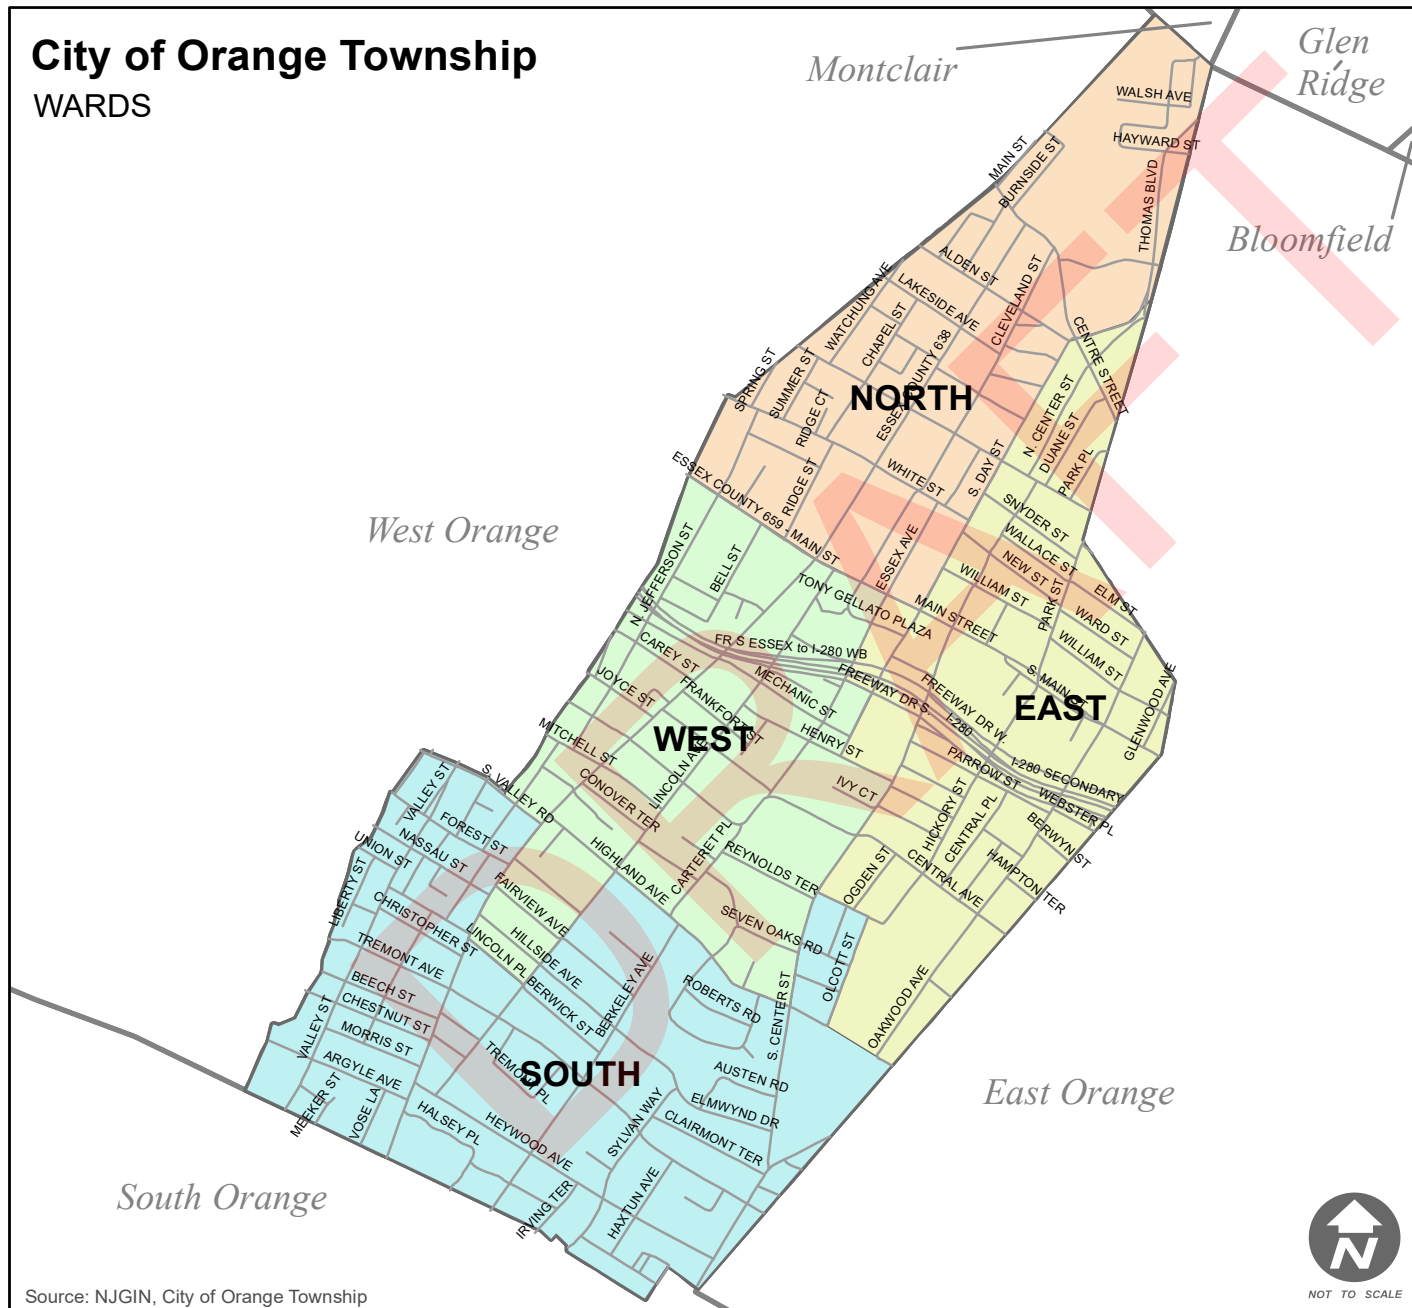 City of Orange Township
WARDS
Montclair
Glen
Ridge
Bloomfield
West Orange
East Orange
South Orange
NORTH
EAST
WEST
SOUTH
DRAFT
WALSH AVE
HAYWARD ST
THOMAS BLVD
MAIN ST
BURNSIDE ST
ALDEN ST
CLEVELAND ST
LAKESIDE AVE
WATCHUNG AVE
CHAPEL ST
ESSEX COUNTY 638
CENTRE STREET
SPRING ST
SUMMER ST
RIDGE CT
RIDGE ST
N. CENTER ST
DUANE ST
PARK PL
S. DAY ST
WHITE ST
ESSEX COUNTY 659 - MAIN ST
SNYDER ST
WALLACE ST
NEW ST
WILLIAM ST
ELM ST
WARD ST
PARK ST
WILLIAM ST
ESSEX AVE
MAIN STREET
TONY GELLATO PLAZA
N. JEFFERSON ST
BELL ST
FR S ESSEX to I-280 WB
CAREY ST
JOYCE ST
FRANKFORT ST
MECHANIC ST
HENRY ST
FREEWAY DR S.
FREEWAY DR W.
I-280
I-280 SECONDARY
S. MAIN ST
GLENWOOD AVE
PARROW ST
WEBSTER PL
BERWYN ST
MITCHELL ST
LINCOLN AVE
CONOVER TER
IVY CT
HICKORY ST
CENTRAL PL
HAMPTON TER
CENTRAL AVE
OGDEN ST
S. VALLEY RD
HIGHLAND AVE
CARTERET PL
REYNOLDS TER
SEVEN OAKS RD
OLCOTT ST
OAKWOOD AVE
VALLEY ST
FOREST ST
NASSAU ST
UNION ST
LIBERTY ST
FAIRVIEW AVE
CHRISTOPHER ST
LINCOLN PL
HILLSIDE AVE
BERWICK ST
BERKELEY AVE
ROBERTS RD
S. CENTER ST
TREMONT AVE
BEECH ST
CHESTNUT ST
MORRIS ST
ARGYLE AVE
VALLEY ST
MEEKER ST
VOSE LA
TREMONT PL
HALSEY PL
HEYWOOD AVE
SYLVAN WAY
AUSTEN RD
ELMWYND DR
CLAIRMONT TER
IRVING TER
HAXTUN AVE
Source: NJGIN, City of Orange Township
N
NOT TO SCALE